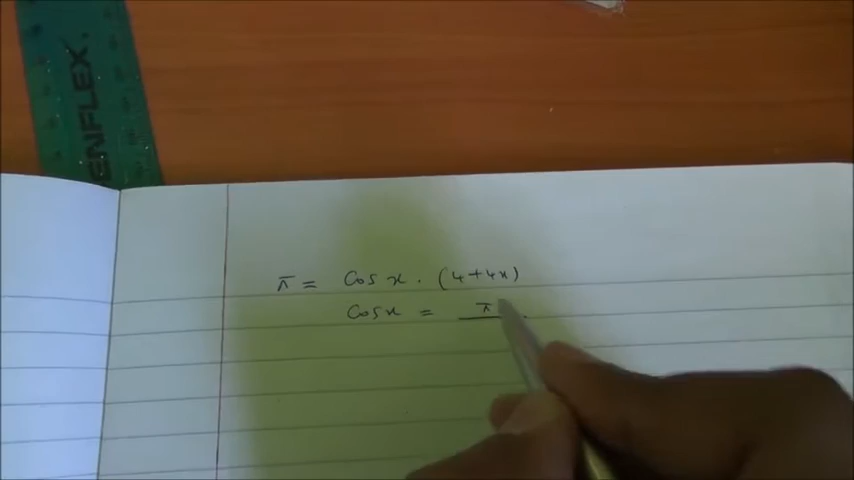 ENFLEX.
π = Cos x . (4+4x)
Cos x = π